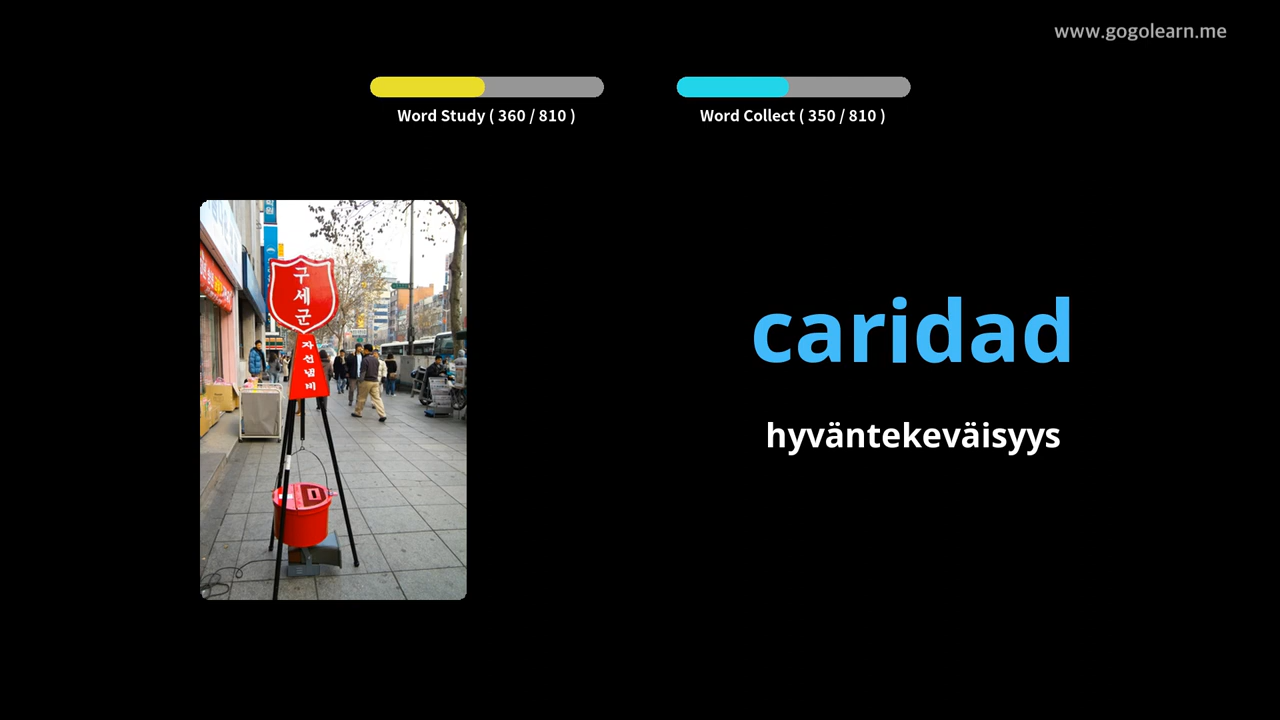 www.gogolearn.me
Word Study ( 360 / 810 )
Word Collect ( 350 / 810 )
구세군
자선냄비
caridad
hyväntekeväisyys